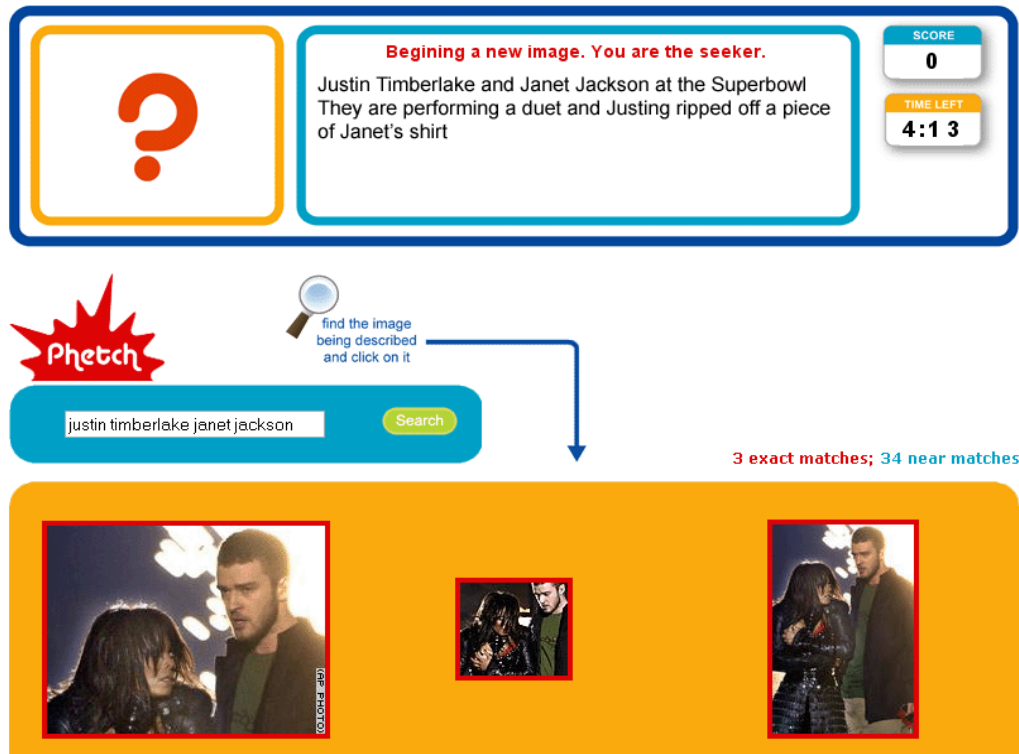 Begining a new image. You are the seeker.
Justin Timberlake and Janet Jackson at the Superbowl
They are performing a duet and Justing ripped off a piece
of Janet's shirt
SCORE
0
TIME LEFT
4:13
?
find the image
being described
and click on it
Phetch
justin timberlake janet jackson
Search
3 exact matches; 34 near matches
(AP PHOTO)